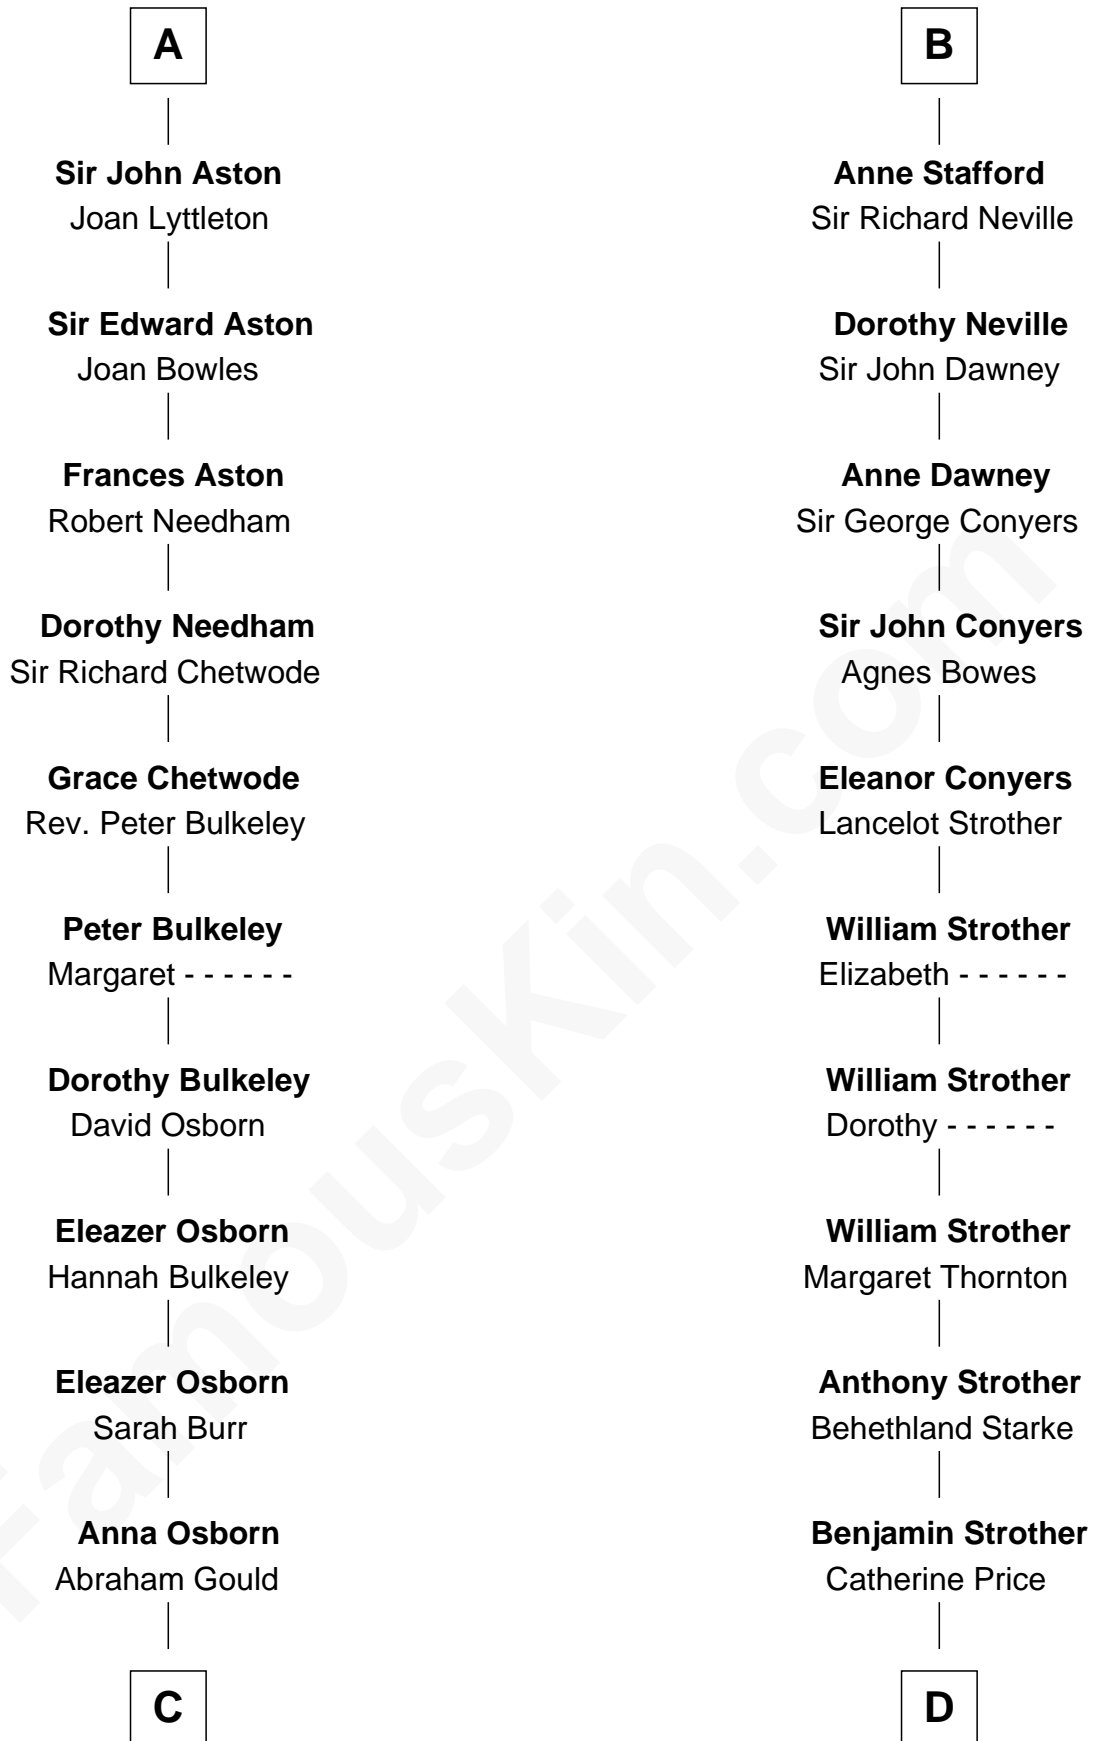 A
Sir John Aston
Joan Lyttleton
Sir Edward Aston
Joan Bowles
Frances Aston
Robert Needham
Dorothy Needham
Sir Richard Chetwode
Grace Chetwode
Rev. Peter Bulkeley
Peter Bulkeley
Margaret - - - - - -
Dorothy Bulkeley
David Osborn
Eleazer Osborn
Hannah Bulkeley
Eleazer Osborn
Sarah Burr
Anna Osborn
Abraham Gould
C
B
Anne Stafford
Sir Richard Neville
Dorothy Neville
Sir John Dawney
Anne Dawney
Sir George Conyers
Sir John Conyers
Agnes Bowes
Eleanor Conyers
Lancelot Strother
William Strother
Elizabeth - - - - - -
William Strother
Dorothy - - - - - -
William Strother
Margaret Thornton
Anthony Strother
Behethland Starke
Benjamin Strother
Catherine Price
D
FamousKin.com